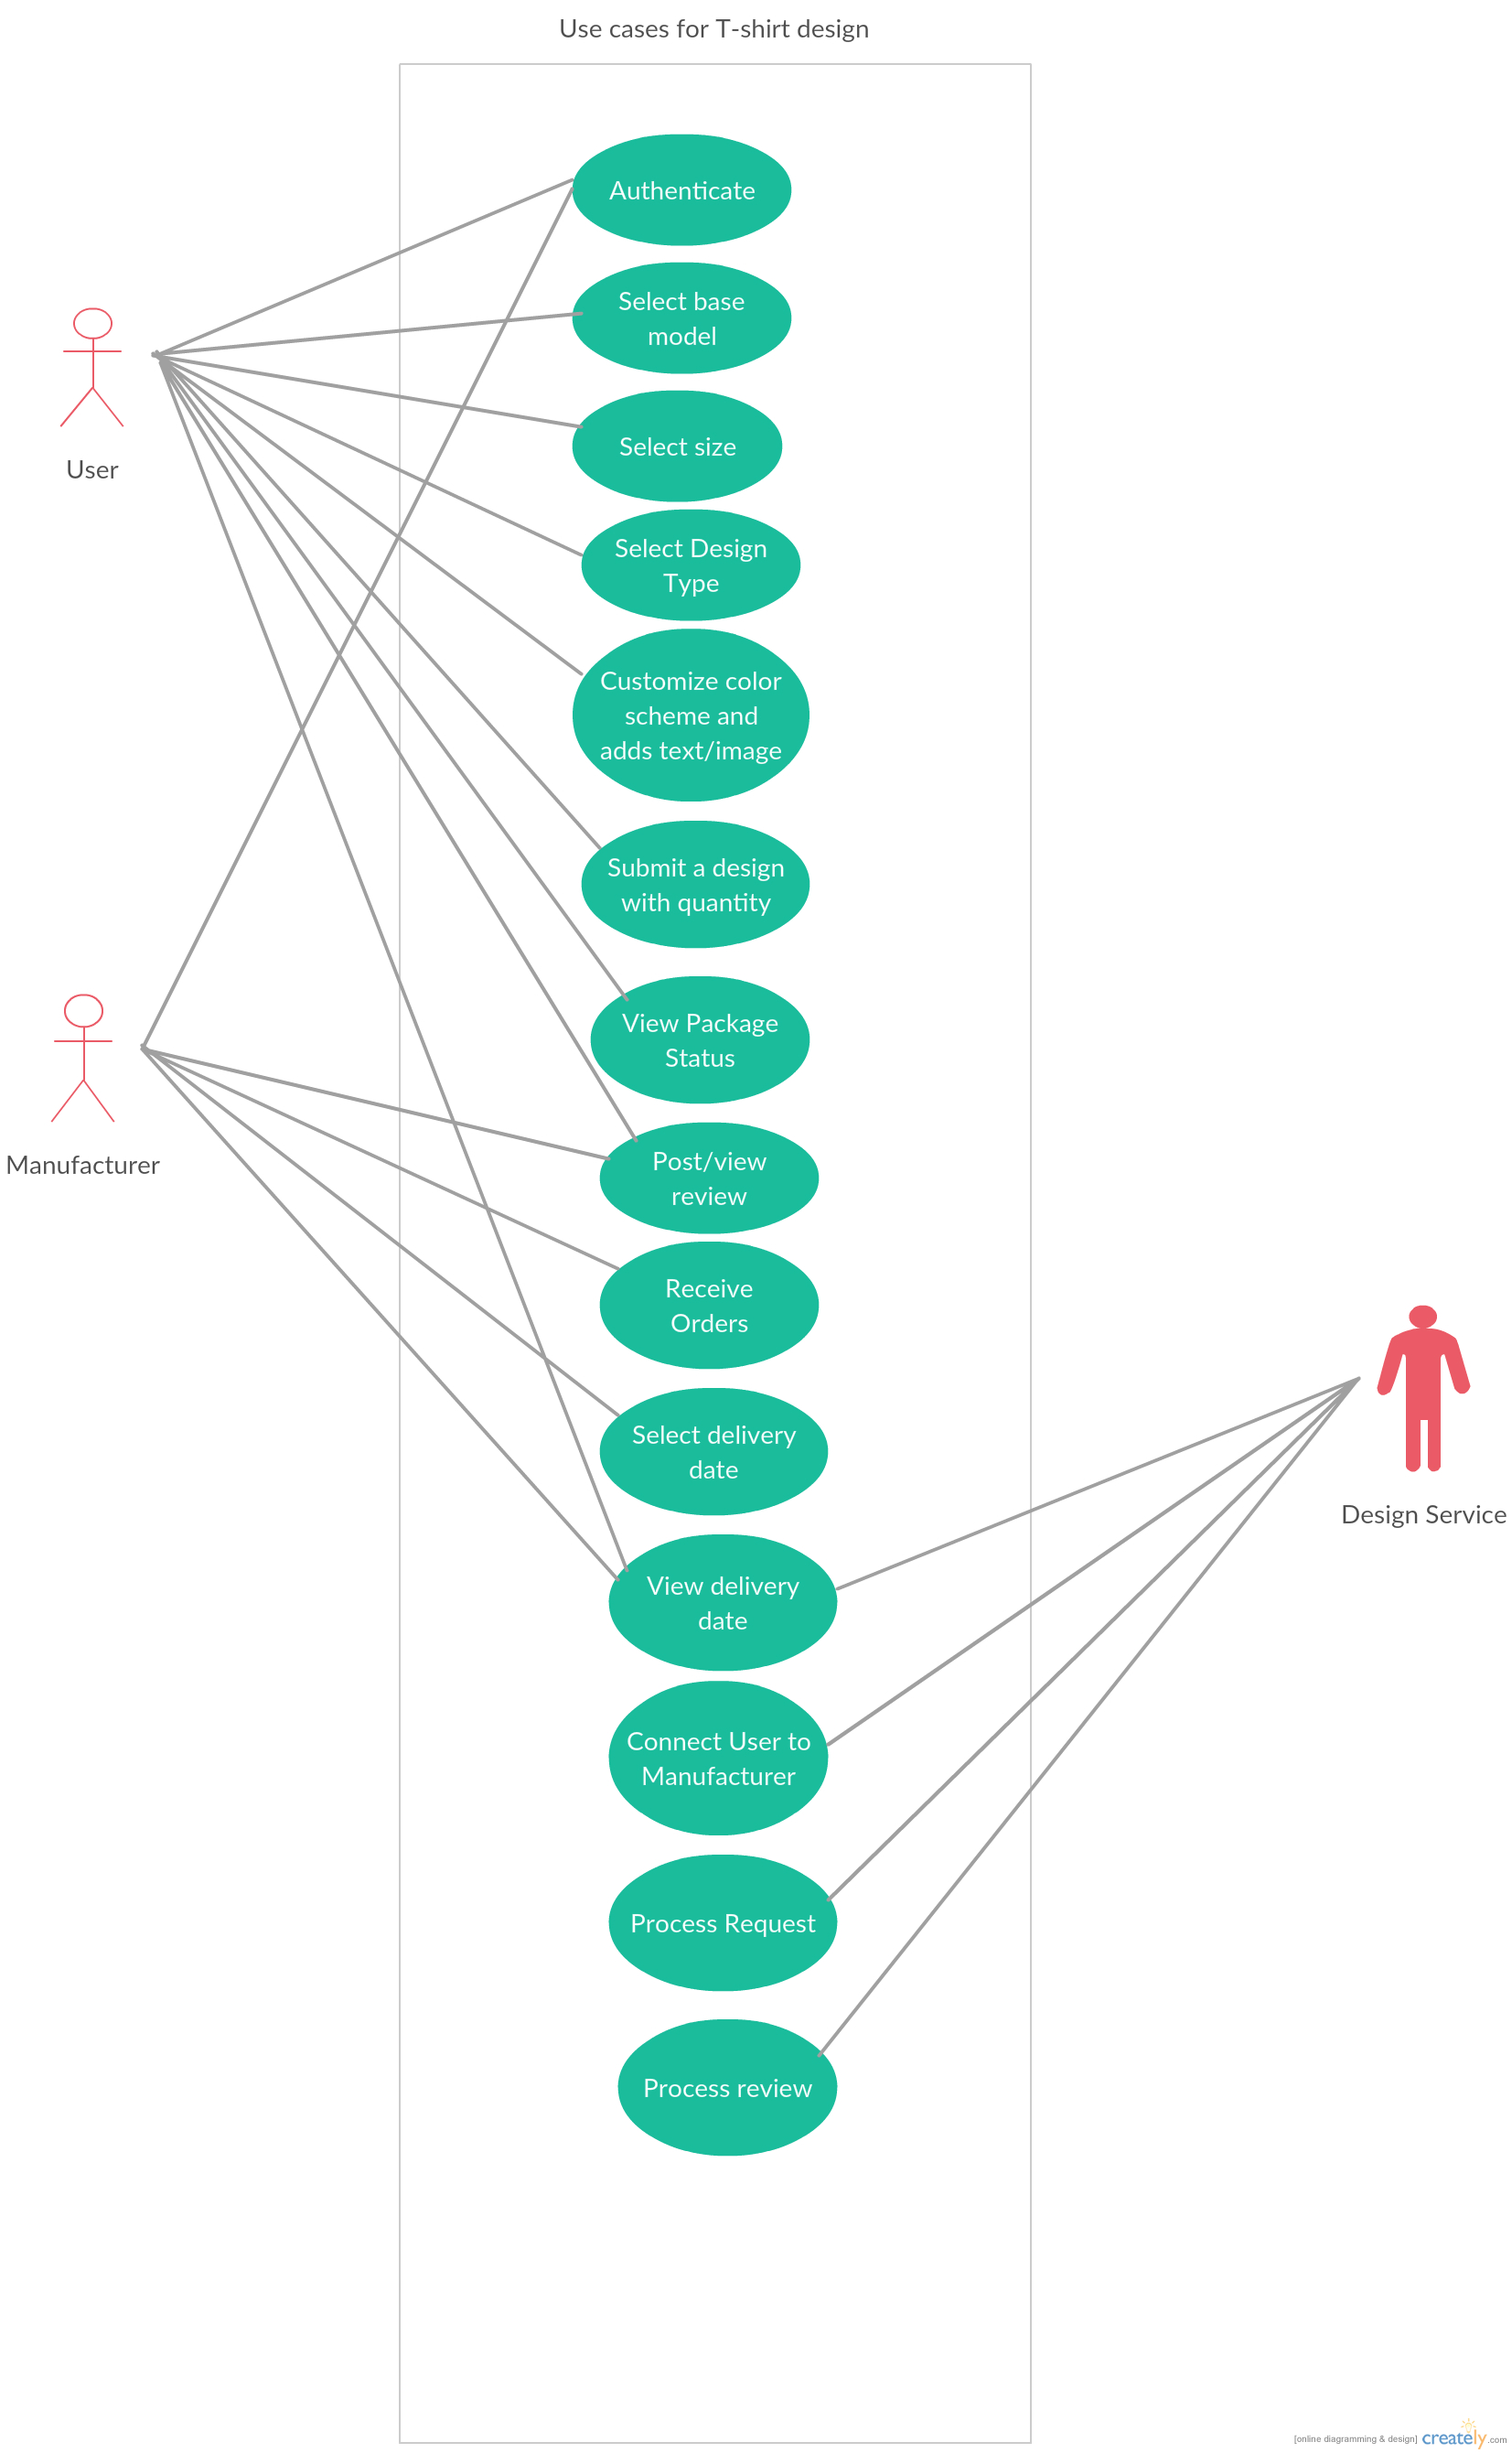 Use cases for T-shirt design
Authenticate
Select base
model
Select size
User
Select Design
Type
Customize color
scheme and
adds text/image
Submit a design
with quantity
View Package
Status
Manufacturer
Post/view
review
Receive
Orders
Select delivery
date
Design Service
View delivery
date
Connect User to
Manufacturer
Process Request
Process review
[online diagramming & design] creately.com